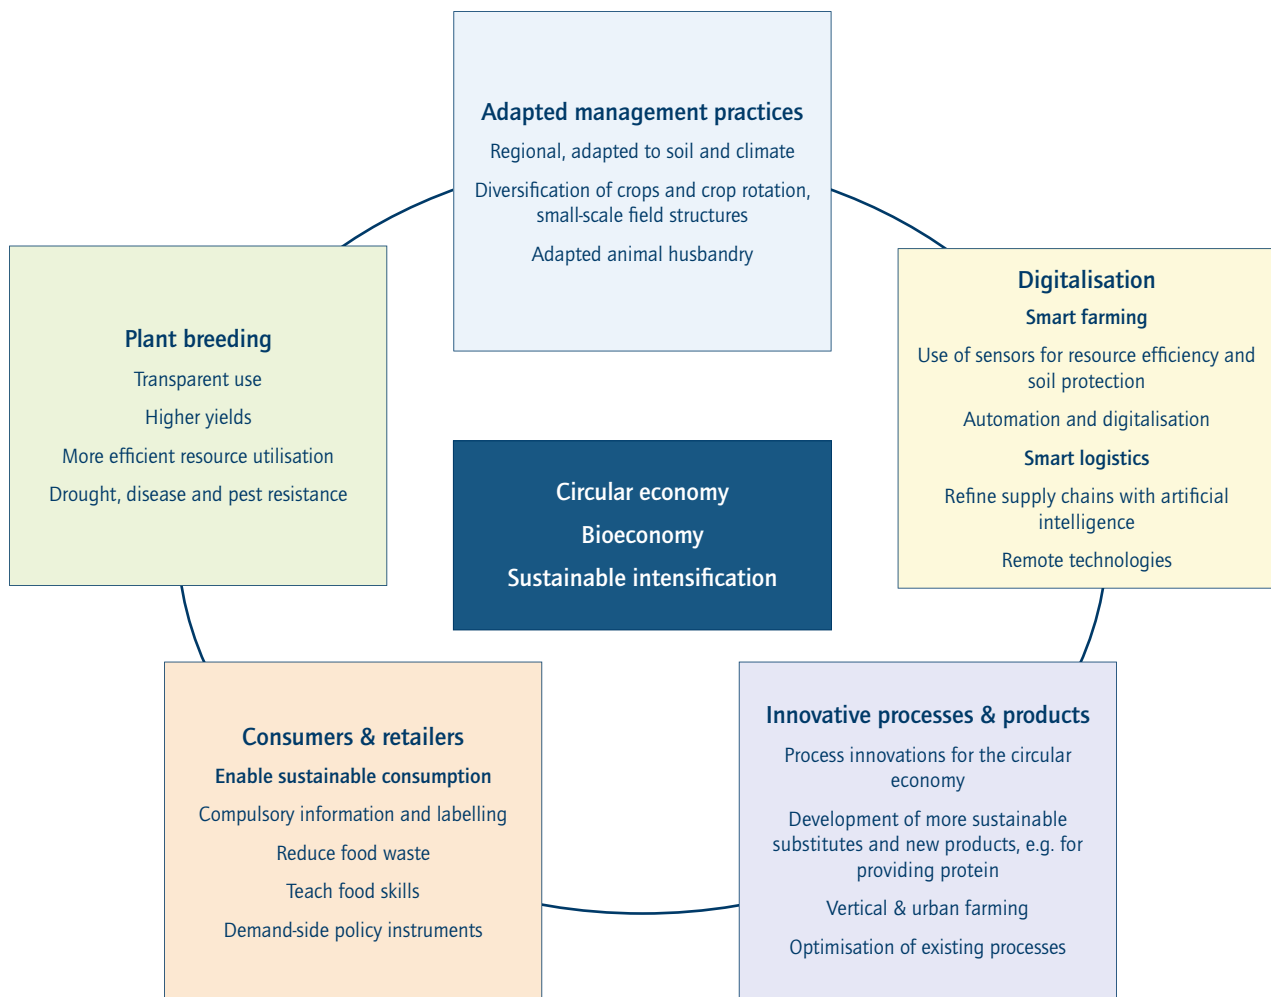 Adapted management practices
Regional, adapted to soil and climate
Diversification of crops and crop rotation,
small-scale field structures
Adapted animal husbandry
Plant breeding
Transparent use
Higher yields
More efficient resource utilisation
Drought, disease and pest resistance
Digitalisation
Smart farming
Use of sensors for resource efficiency and
soil protection
Automation and digitalisation
Smart logistics
Refine supply chains with artificial
intelligence
Remote technologies
Circular economy
Bioeconomy
Sustainable intensification
Consumers & retailers
Enable sustainable consumption
Compulsory information and labelling
Reduce food waste
Teach food skills
Demand-side policy instruments
Innovative processes & products
Process innovations for the circular
economy
Development of more sustainable
substitutes and new products, e.g. for
providing protein
Vertical & urban farming
Optimisation of existing processes